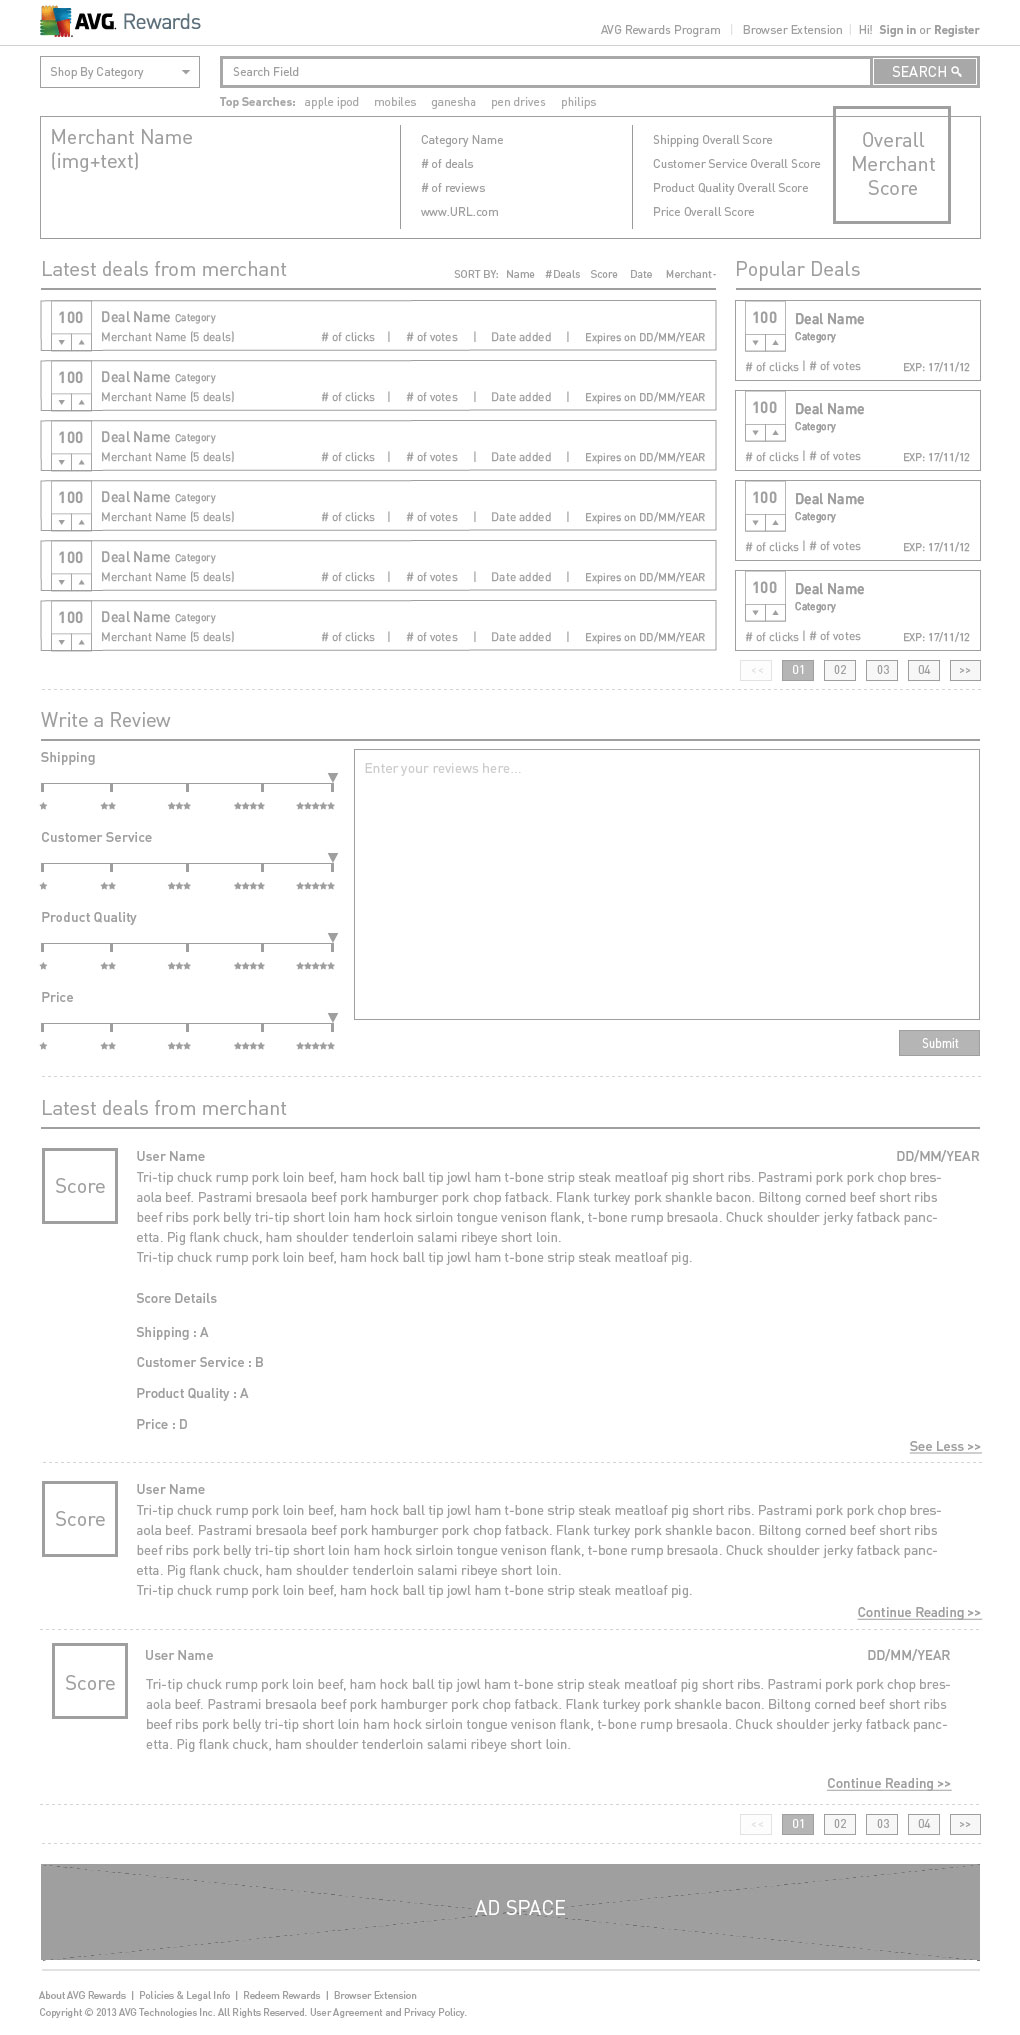 AVG. Rewards
AVG Rewards Program | Browser Extension | Hi! Sign in or Register
Shop By Category
Search Field
SEARCH
Top Searches: apple ipod mobiles ganesha pen drives philips
Merchant Name
(img+text)
Category Name
# of deals
# of reviews
www.URL.com
Shipping Overall Score
Customer Service Overall Score
Product Quality Overall Score
Price Overall Score
Overall
Merchant
Score
Latest deals from merchant
SORT BY: Name #Deals Score Date Merchant-
100 Deal Name Category
Merchant Name (5 deals) # of clicks | # of votes | Date added | Expires on DD/MM/YEAR
100 Deal Name Category
Merchant Name (5 deals) # of clicks | # of votes | Date added | Expires on DD/MM/YEAR
100 Deal Name Category
Merchant Name (5 deals) # of clicks | # of votes | Date added | Expires on DD/MM/YEAR
100 Deal Name Category
Merchant Name (5 deals) # of clicks | # of votes | Date added | Expires on DD/MM/YEAR
100 Deal Name Category
Merchant Name (5 deals) # of clicks | # of votes | Date added | Expires on DD/MM/YEAR
100 Deal Name Category
Merchant Name (5 deals) # of clicks | # of votes | Date added | Expires on DD/MM/YEAR
Popular Deals
100 Deal Name
Category
# of clicks | # of votes EXP: 17/11/12
100 Deal Name
Category
# of clicks | # of votes EXP: 17/11/12
100 Deal Name
Category
# of clicks | # of votes EXP: 17/11/12
100 Deal Name
Category
# of clicks | # of votes EXP: 17/11/12
<< 01 02 03 04 >>
Write a Review
Shipping
Customer Service
Product Quality
Price
Enter your reviews here...
Submit
Latest deals from merchant
Score
User Name DD/MM/YEAR
Tri-tip chuck rump pork loin beef, ham hock ball tip jowl ham t-bone strip steak meatloaf pig short ribs. Pastrami pork pork chop bres-
aola beef. Pastrami bresaola beef pork hamburger pork chop fatback. Flank turkey pork shankle bacon. Biltong corned beef short ribs
beef ribs pork belly tri-tip short loin ham hock sirloin tongue venison flank, t-bone rump bresaola. Chuck shoulder jerky fatback panc-
etta. Pig flank chuck, ham shoulder tenderloin salami ribeye short loin.
Tri-tip chuck rump pork loin beef, ham hock ball tip jowl ham t-bone strip steak meatloaf pig.
Score Details
Shipping : A
Customer Service : B
Product Quality : A
Price : D
See Less >>
Score
User Name
Tri-tip chuck rump pork loin beef, ham hock ball tip jowl ham t-bone strip steak meatloaf pig short ribs. Pastrami pork pork chop bres-
aola beef. Pastrami bresaola beef pork hamburger pork chop fatback. Flank turkey pork shankle bacon. Biltong corned beef short ribs
beef ribs pork belly tri-tip short loin ham hock sirloin tongue venison flank, t-bone rump bresaola. Chuck shoulder jerky fatback panc-
etta. Pig flank chuck, ham shoulder tenderloin salami ribeye short loin.
Tri-tip chuck rump pork loin beef, ham hock ball tip jowl ham t-bone strip steak meatloaf pig.
Continue Reading >>
Score
User Name DD/MM/YEAR
Tri-tip chuck rump pork loin beef, ham hock ball tip jowl ham t-bone strip steak meatloaf pig short ribs. Pastrami pork pork chop bres-
aola beef. Pastrami bresaola beef pork hamburger pork chop fatback. Flank turkey pork shankle bacon. Biltong corned beef short ribs
beef ribs pork belly tri-tip short loin ham hock sirloin tongue venison flank, t-bone rump bresaola. Chuck shoulder jerky fatback panc-
etta. Pig flank chuck, ham shoulder tenderloin salami ribeye short loin.
Continue Reading >>
<< 01 02 03 04 >>
AD SPACE
About AVG Rewards | Policies & Legal Info | Redeem Rewards | Browser Extension
Copyright © 2013 AVG Technologies Inc. All Rights Reserved. User Agreement and Privacy Policy.